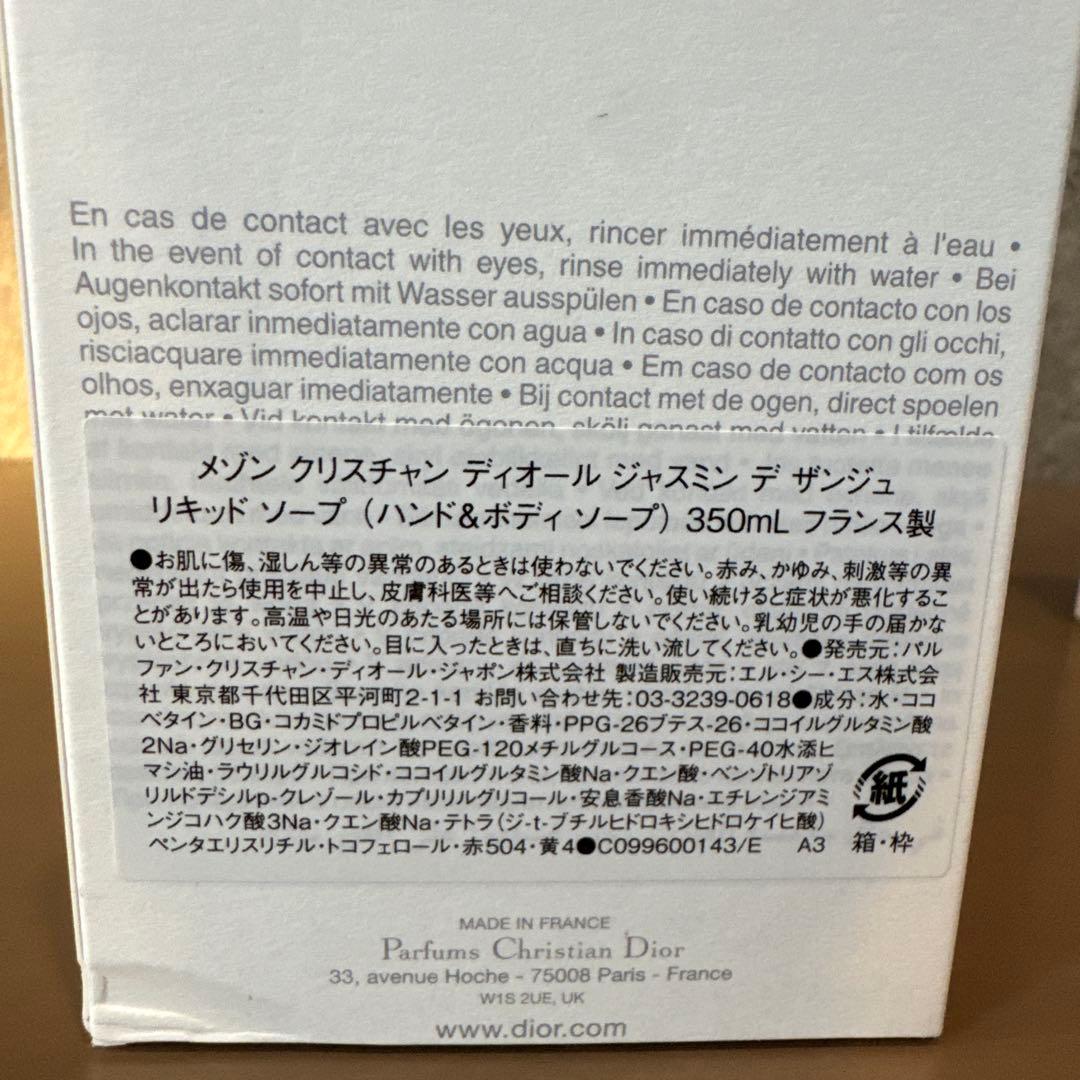 En cas de contact avec les yeux, rincer immédiatement à l'eau •
In the event of contact with eyes, rinse immediately with water • Bei
Augenkontakt sofort mit Wasser ausspülen • En caso de contacto con los
ojos, aclarar inmediatamente con agua • In caso di contatto con gli occhi,
risciacquare immediatamente con acqua • Em caso de contacto com os
olhos, enxaguar imediatamente • Bij contact met de ogen, direct spoelen
met water • Vid kontakt med ögonen, skölj genast med vatten • I tilfælde
メゾン クリスチャン ディオール ジャスミン デ ザンジュ
リキッド ソープ (ハンド&ボディ ソープ) 350mL フランス製
●お肌に傷、湿しん等の異常のあるときは使わないでください。赤み、かゆみ、刺激等の異
常が出たら使用を中止し、皮膚科医等へご相談ください。使い続けると症状が悪化するこ
とがあります。高温や日光のあたる場所には保管しないでください。乳幼児の手の届かな
いところにおいてください。目に入ったときは、直ちに洗い流してください。●発売元:パル
ファン・クリスチャン・ディオール・ジャポン株式会社 製造販売元:エル・シー・エス株式会
社 東京都千代田区平河町2-1-1 お問い合わせ先:03-3239-0618●成分:水・ココ
ベタイン・BG・コカミドプロピルベタイン・香料・PPG-26ブテス-26・ココイルグルタミン酸
2Na・グリセリン・ジオレイン酸PEG-120メチルグルコース・PEG-40水添ヒ
マシ油・ラウリルグルコシド・ココイルグルタミン酸Na・クエン酸・ベンゾトリアゾ
リルドデシルp-クレゾール・カプリリルグリコール・安息香酸Na・エチレンジアミ
ンジコハク酸3Na・クエン酸Na・テトラ(ジ-t-ブチルヒドロキシヒドロケイヒ酸)
ペンタエリスリチル・トコフェロール・赤504・黄4●C099600143/E A3
紙
箱・枠
MADE IN FRANCE
Parfums Christian Dior
33, avenue Hoche - 75008 Paris - France
W1S 2UE, UK
www.dior.com